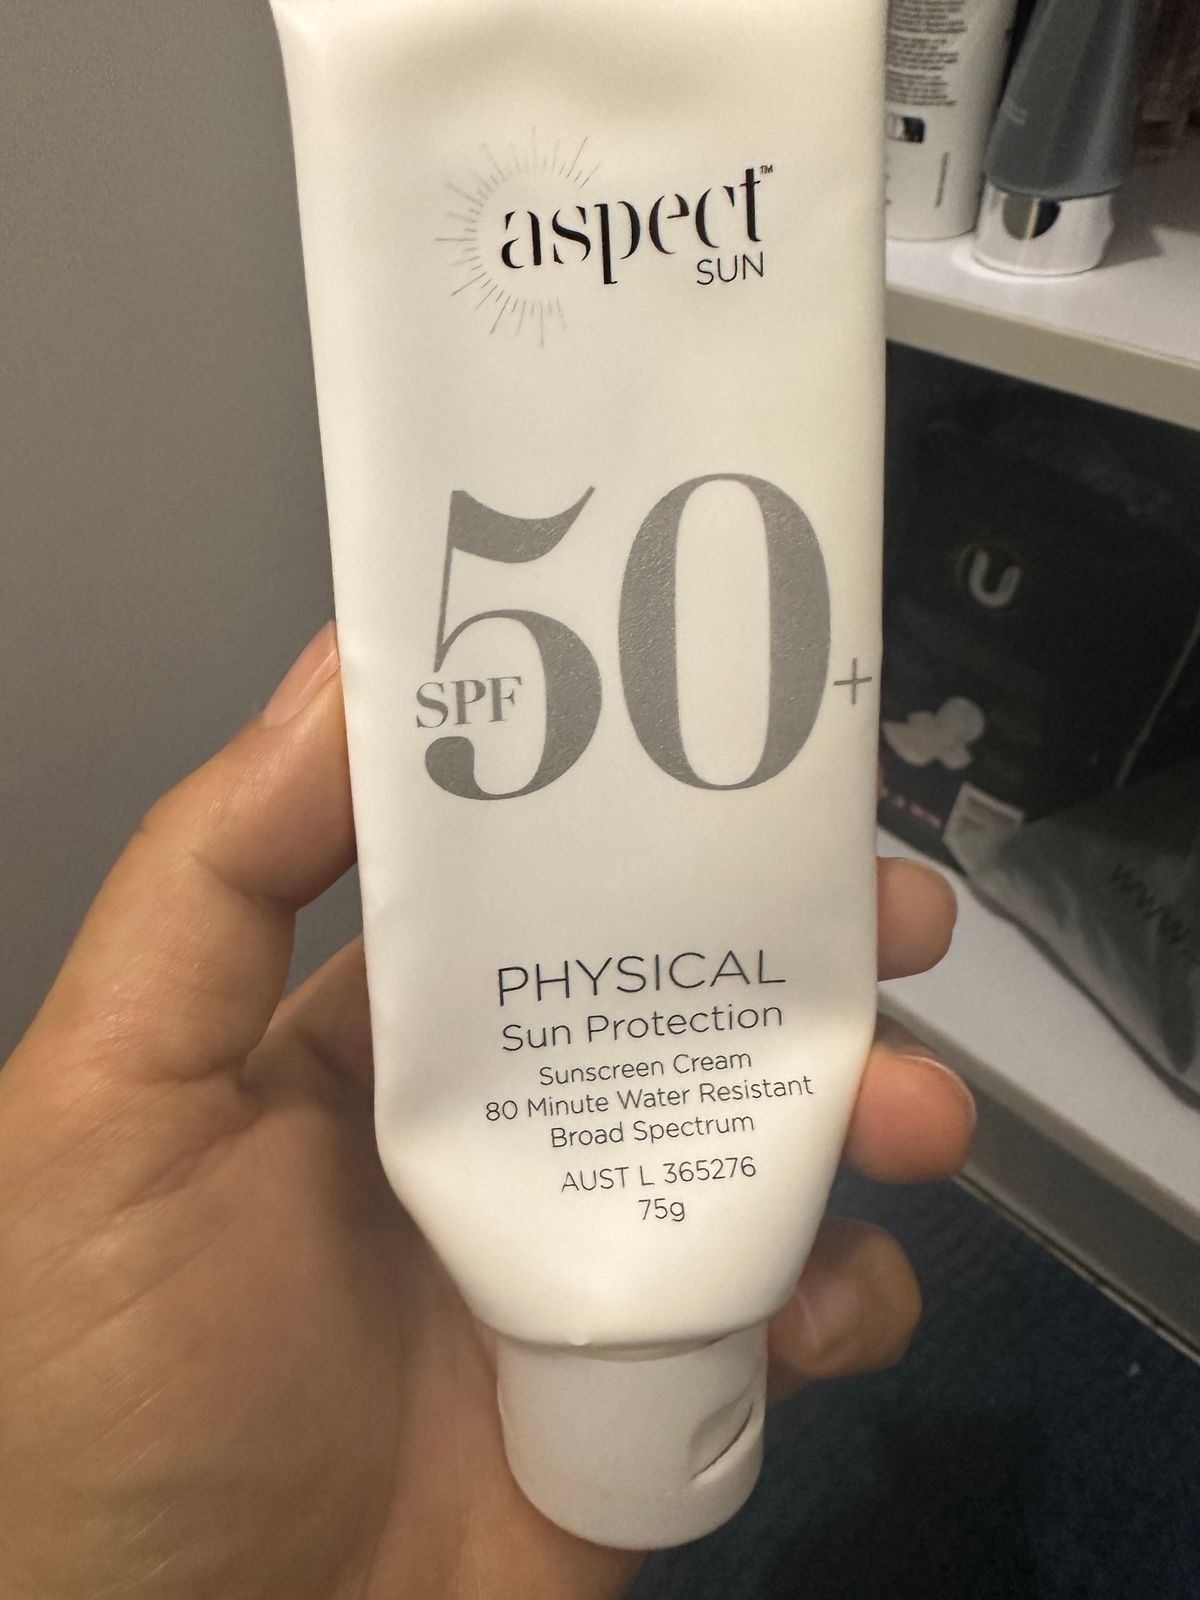 aspect™
SUN
SPF
50+
PHYSICAL
Sun Protection
Sunscreen Cream
80 Minute Water Resistant
Broad Spectrum
AUST L 365276
75g
U